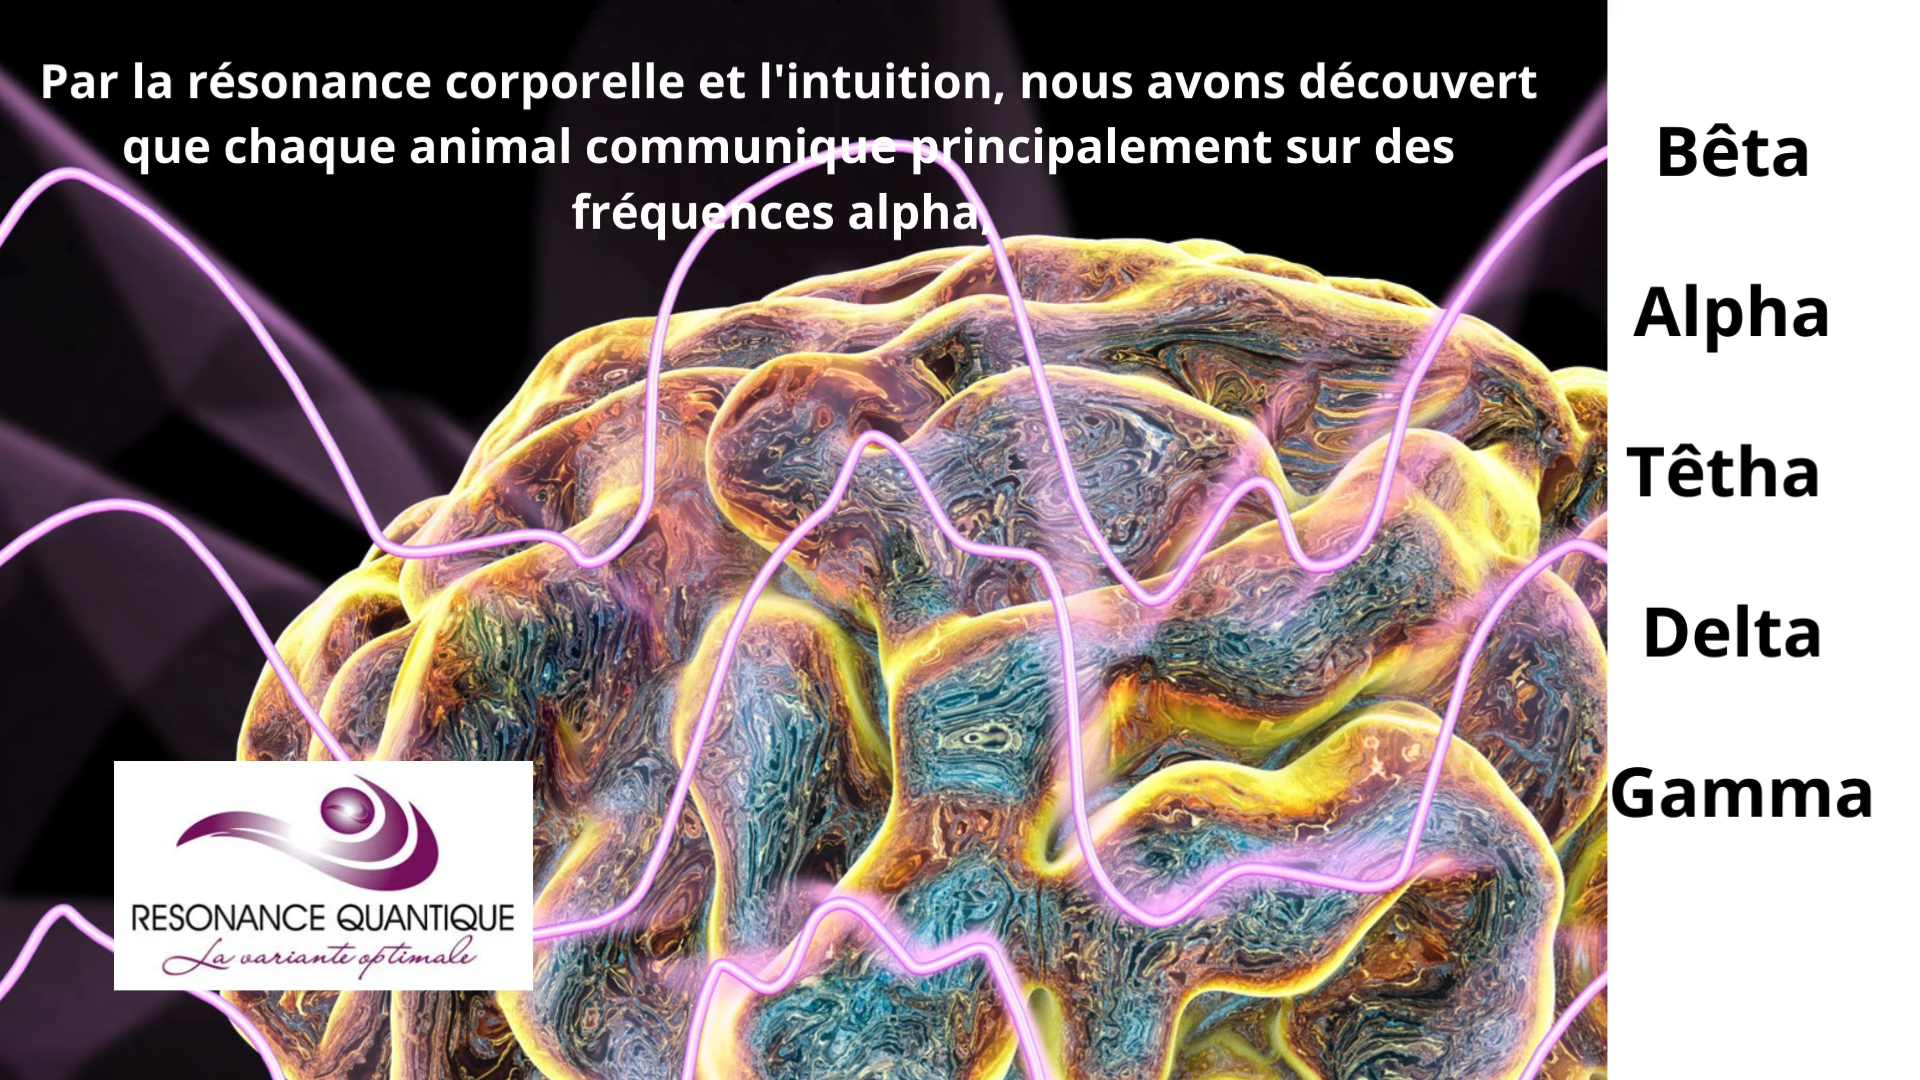 Par la résonance corporelle et l'intuition, nous avons découvert
que chaque animal communique principalement sur des
fréquences alpha,
Bêta
Alpha
Têtha
Delta
Gamma
RESONANCE QUANTIQUE
La variante optimale